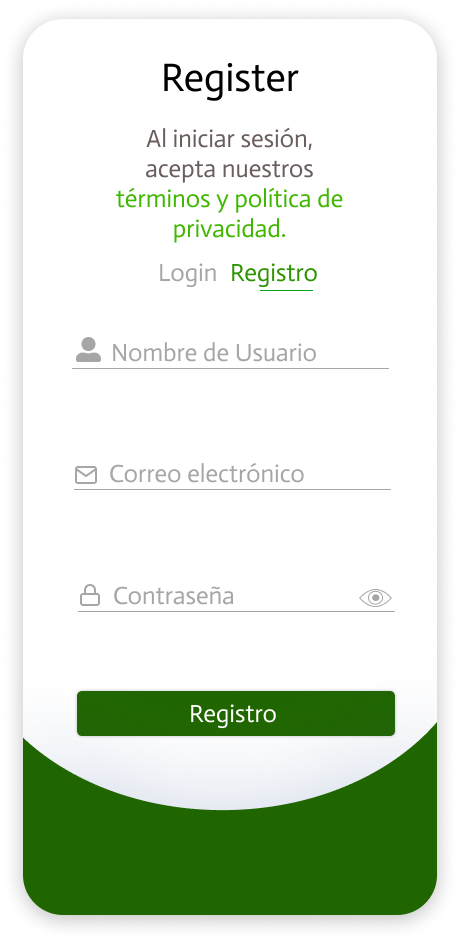 Register
Al iniciar sesión,
acepta nuestros
términos y política de
privacidad.
Login Registro
Nombre de Usuario
Correo electrónico
Contraseña
Registro